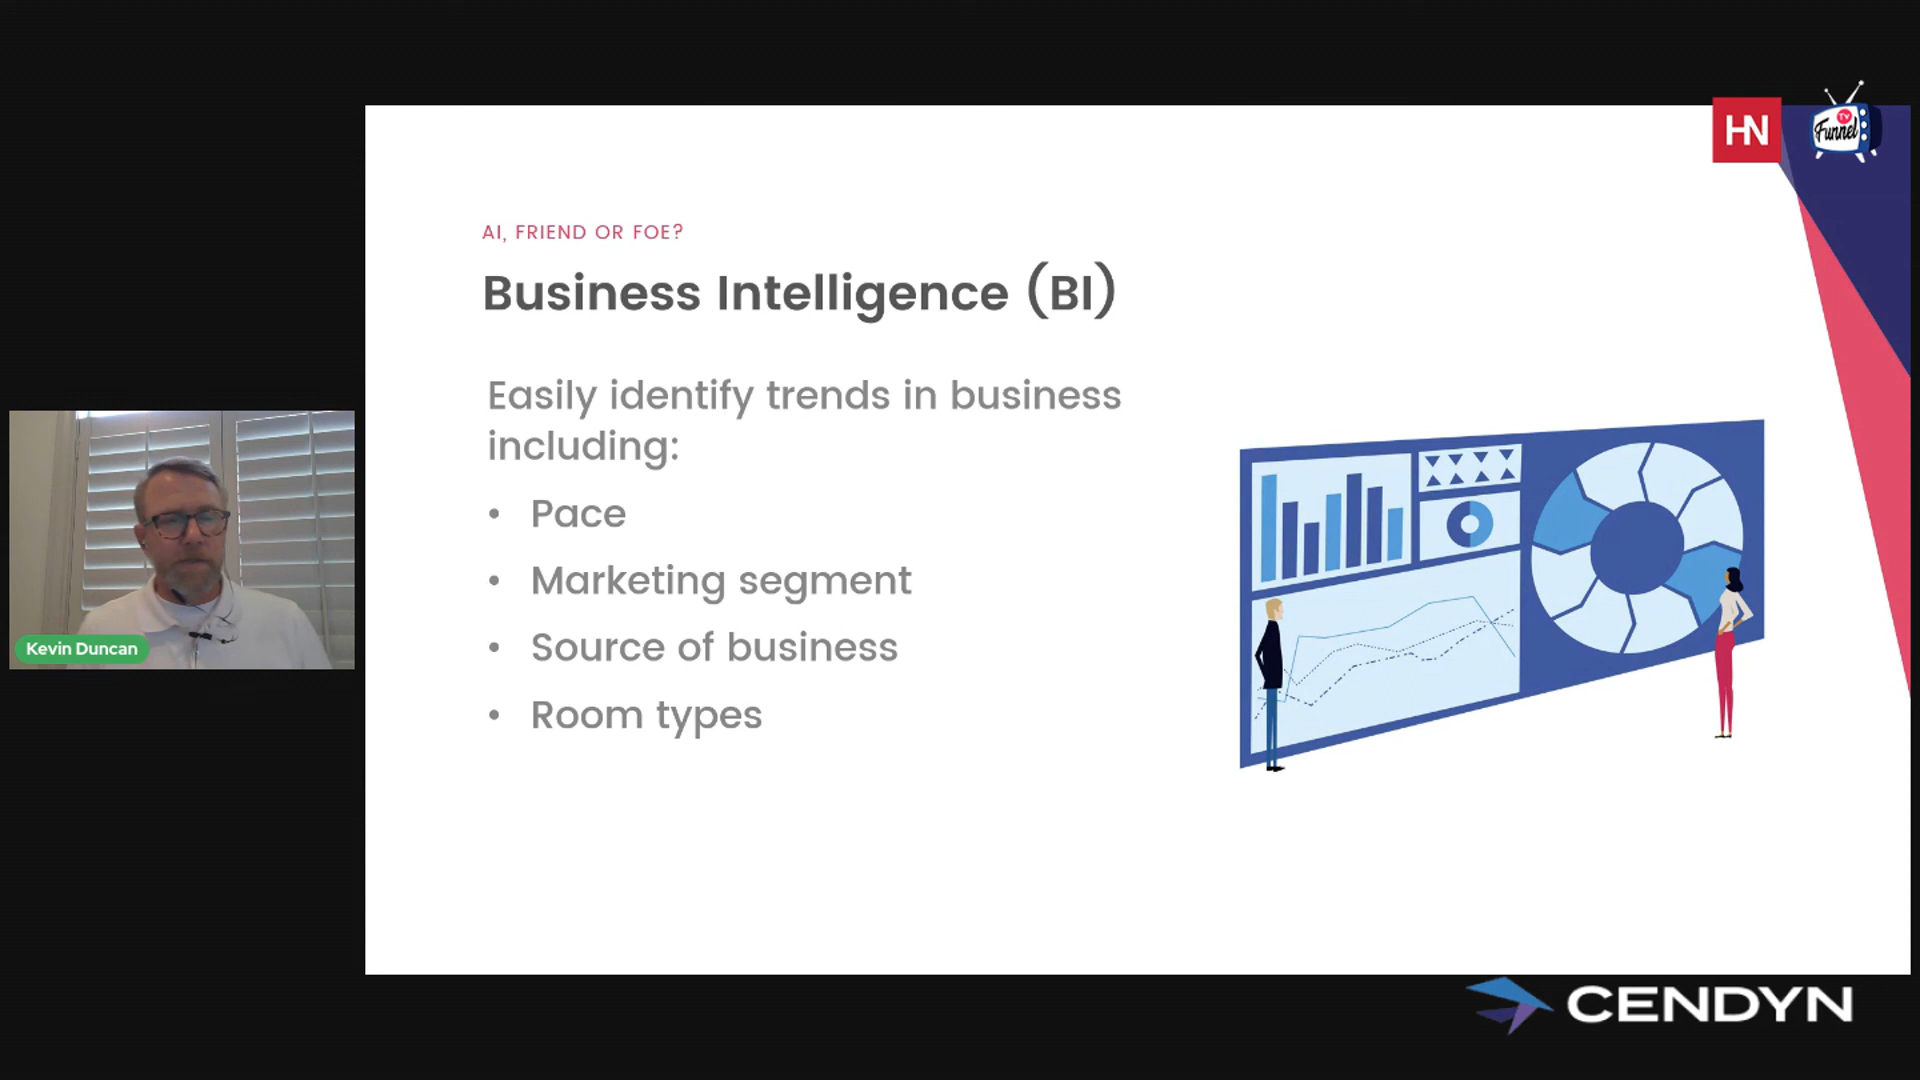 HN
TV
Funnel
AI, FRIEND OR FOE?
Business Intelligence (BI)
Easily identify trends in business
including:
• Pace
• Marketing segment
• Source of business
• Room types
Kevin Duncan
CENDYN